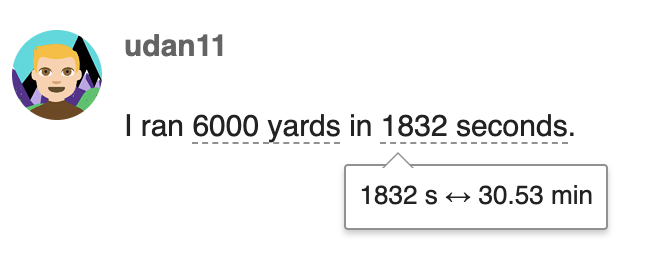 udan11
I ran 6000 yards in 1832 seconds.
1832 s ↔ 30.53 min